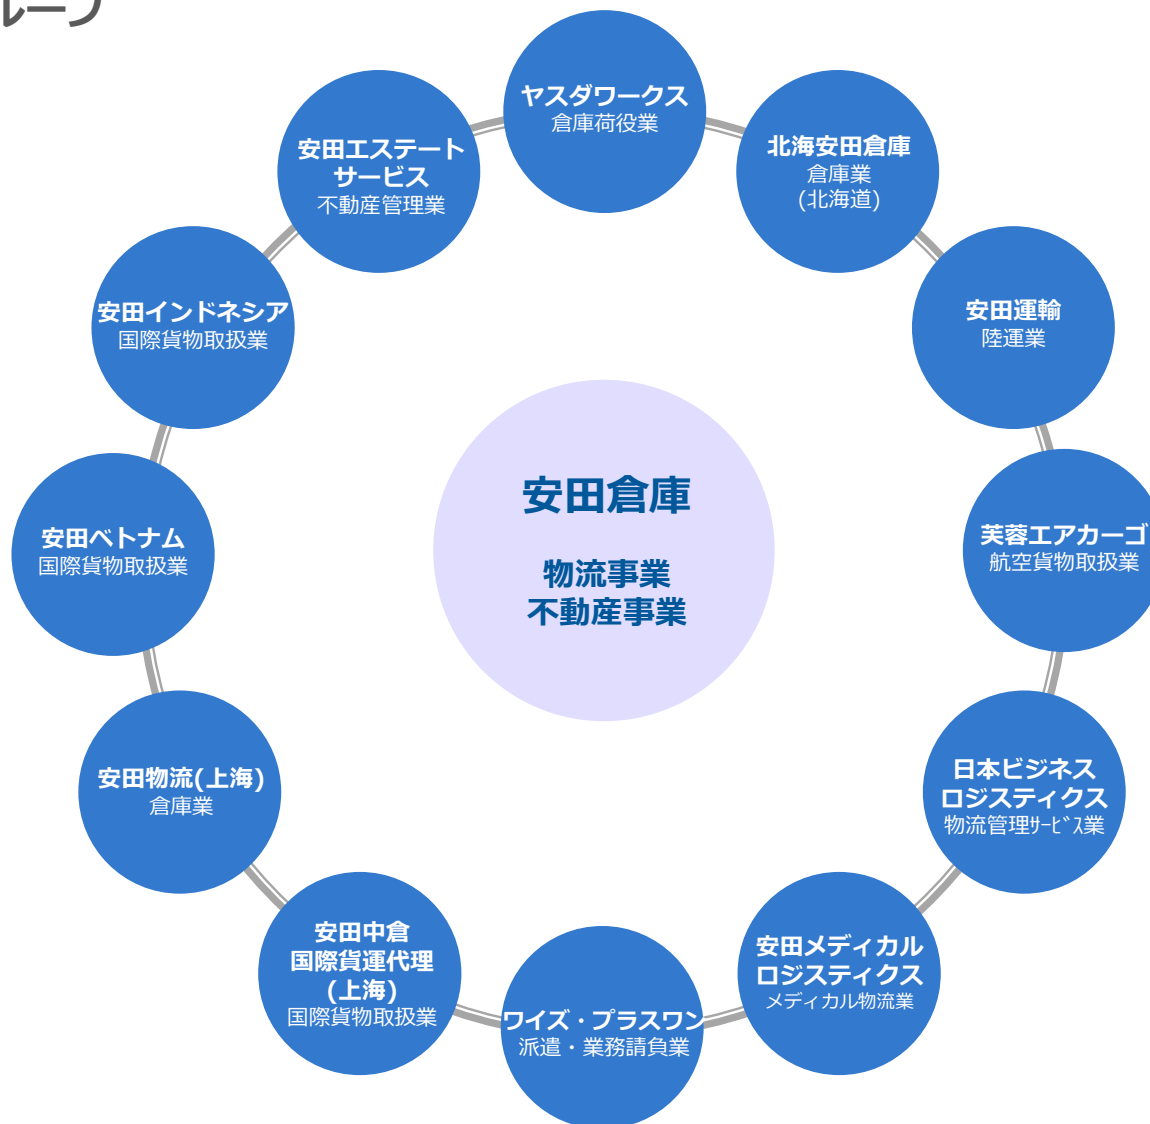 ループ
ヤスダワークス
倉庫荷役業
北海安田倉庫
倉庫業
(北海道)
安田運輸
陸運業
芙蓉エアカーゴ
航空貨物取扱業
日本ビジネス
ロジスティクス
物流管理ｻｰﾋﾞｽ業
安田メディカル
ロジスティクス
メディカル物流業
ワイズ・プラスワン
派遣・業務請負業
安田中倉
国際貨運代理
(上海)
国際貨物取扱業
安田物流(上海)
倉庫業
安田ベトナム
国際貨物取扱業
安田インドネシア
国際貨物取扱業
安田エステート
サービス
不動産管理業
安田倉庫
物流事業
不動産事業